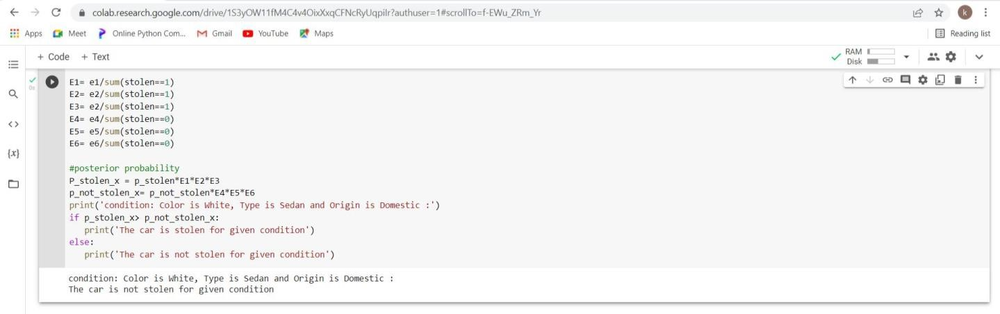 colab.research.google.com/drive/1S3yOW11fM4C4v4OixXxqCFNcRyUqpiIr?authuser=1#scrollTo=f-EWu_ZRm_Yr
k
Apps Meet Online Python Com... Gmail YouTube Maps Reading list
+ Code + Text
RAM
Disk
0s
E1= e1/sum(stolen==1)
E2= e2/sum(stolen==1)
E3= e2/sum(stolen==1)
E4= e4/sum(stolen==0)
E5= e5/sum(stolen==0)
E6= e6/sum(stolen==0)
#posterior probability
P_stolen_x = p_stolen*E1*E2*E3
p_not_stolen_x= p_not_stolen*E4*E5*E6
print('condition: Color is White, Type is Sedan and Origin is Domestic :')
if p_stolen_x> p_not_stolen_x:
print('The car is stolen for given condition')
else:
print('The car is not stolen for given condition')
condition: Color is White, Type is Sedan and Origin is Domestic :
The car is not stolen for given condition